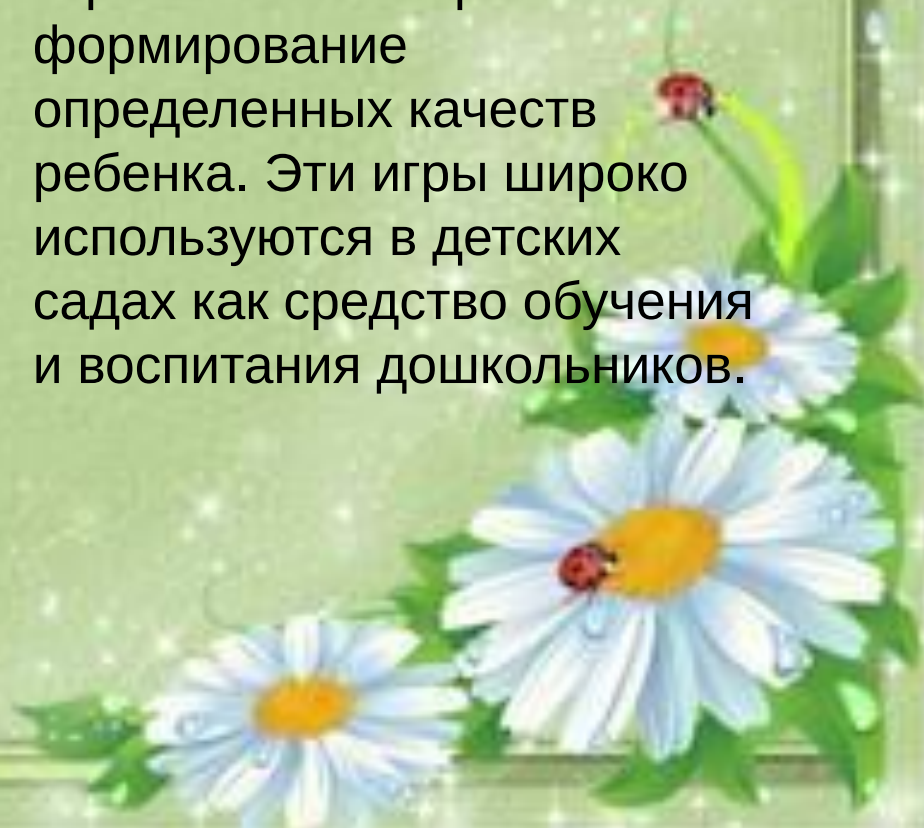 формирование
определенных качеств
ребенка. Эти игры широко
используются в детских
садах как средство обучения
и воспитания дошкольников.